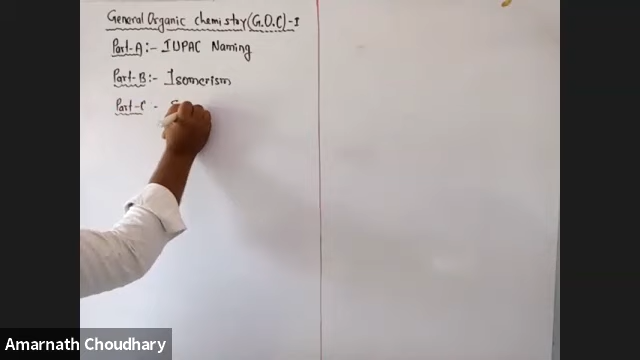 General Organic chemistry (G.O.C)-I
Part-A:- IUPAC Naming
Part-B:- Isomerism
Part-C -
Amarnath Choudhary